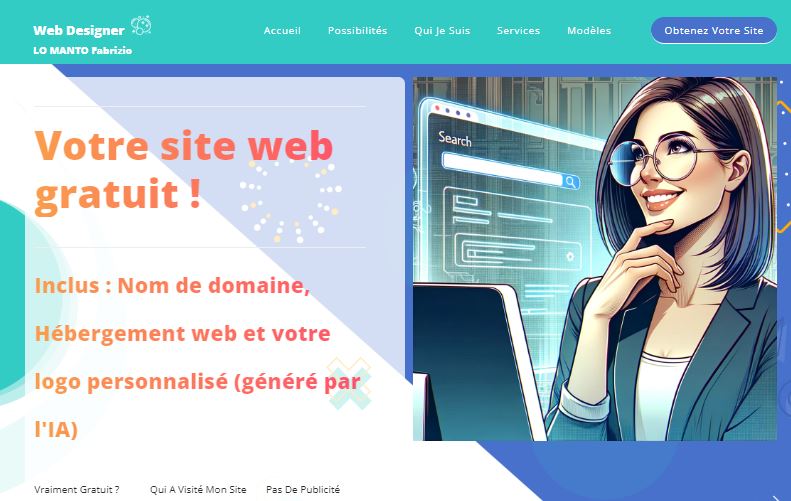 Web Designer
LO MANTO Fabrizio
Accueil
Possibilités
Qui Je Suis
Services
Modèles
Obtenez Votre Site
Votre site web
gratuit !
Search
Inclus : Nom de domaine,
Hébergement web et votre
logo personnalisé (généré par
l'IA)
Vraiment Gratuit ?
Qui A Visité Mon Site
Pas De Publicité